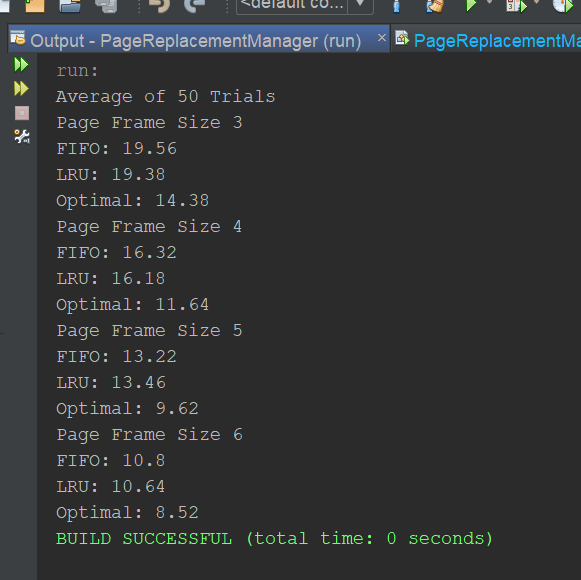 <default co...
Output - PageReplacementManager (run) ×
PageReplacementMa
run:
Average of 50 Trials
Page Frame Size 3
FIFO: 19.56
LRU: 19.38
Optimal: 14.38
Page Frame Size 4
FIFO: 16.32
LRU: 16.18
Optimal: 11.64
Page Frame Size 5
FIFO: 13.22
LRU: 13.46
Optimal: 9.62
Page Frame Size 6
FIFO: 10.8
LRU: 10.64
Optimal: 8.52
BUILD SUCCESSFUL (total time: 0 seconds)